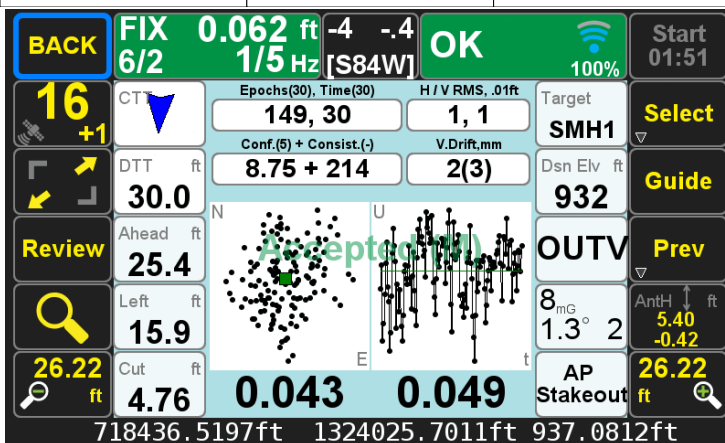 BACK
FIX 0.062 ft
6/2 1/5 Hz
-4 -.4
[S84W]
OK
100%
Start
01:51
16
+1
CTT
Epochs(30), Time(30)
149, 30
H / V RMS, .01ft
1, 1
Target
SMH1
Select
Conf.(5) + Consist.(-)
8.75 + 214
V.Drift,mm
2(3)
DTT ft
30.0
Dsn Elv ft
932
Guide
Review
Ahead ft
25.4
N
U
Accepted (M)
E
t
OUTV
Prev
Left ft
15.9
8mG
1.3° 2
AntH ft
5.40
-0.42
26.22
ft
Cut ft
4.76
0.043
0.049
AP
Stakeout
26.22
ft
718436.5197ft 1324025.7011ft 937.0812ft